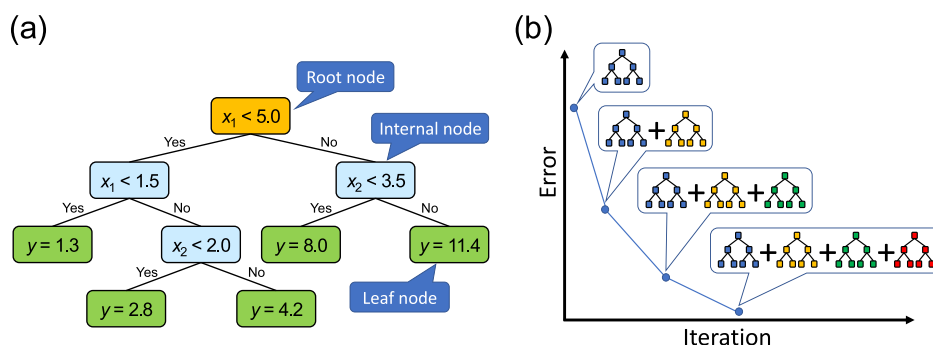 (a)
Root node
x₁ < 5.0
Internal node
Yes
No
x₁ < 1.5
x₂ < 3.5
Yes
No
Yes
No
y = 1.3
x₂ < 2.0
y = 8.0
y = 11.4
Yes
No
Leaf node
y = 2.8
y = 4.2
(b)
Error
+
+ +
+ + +
Iteration